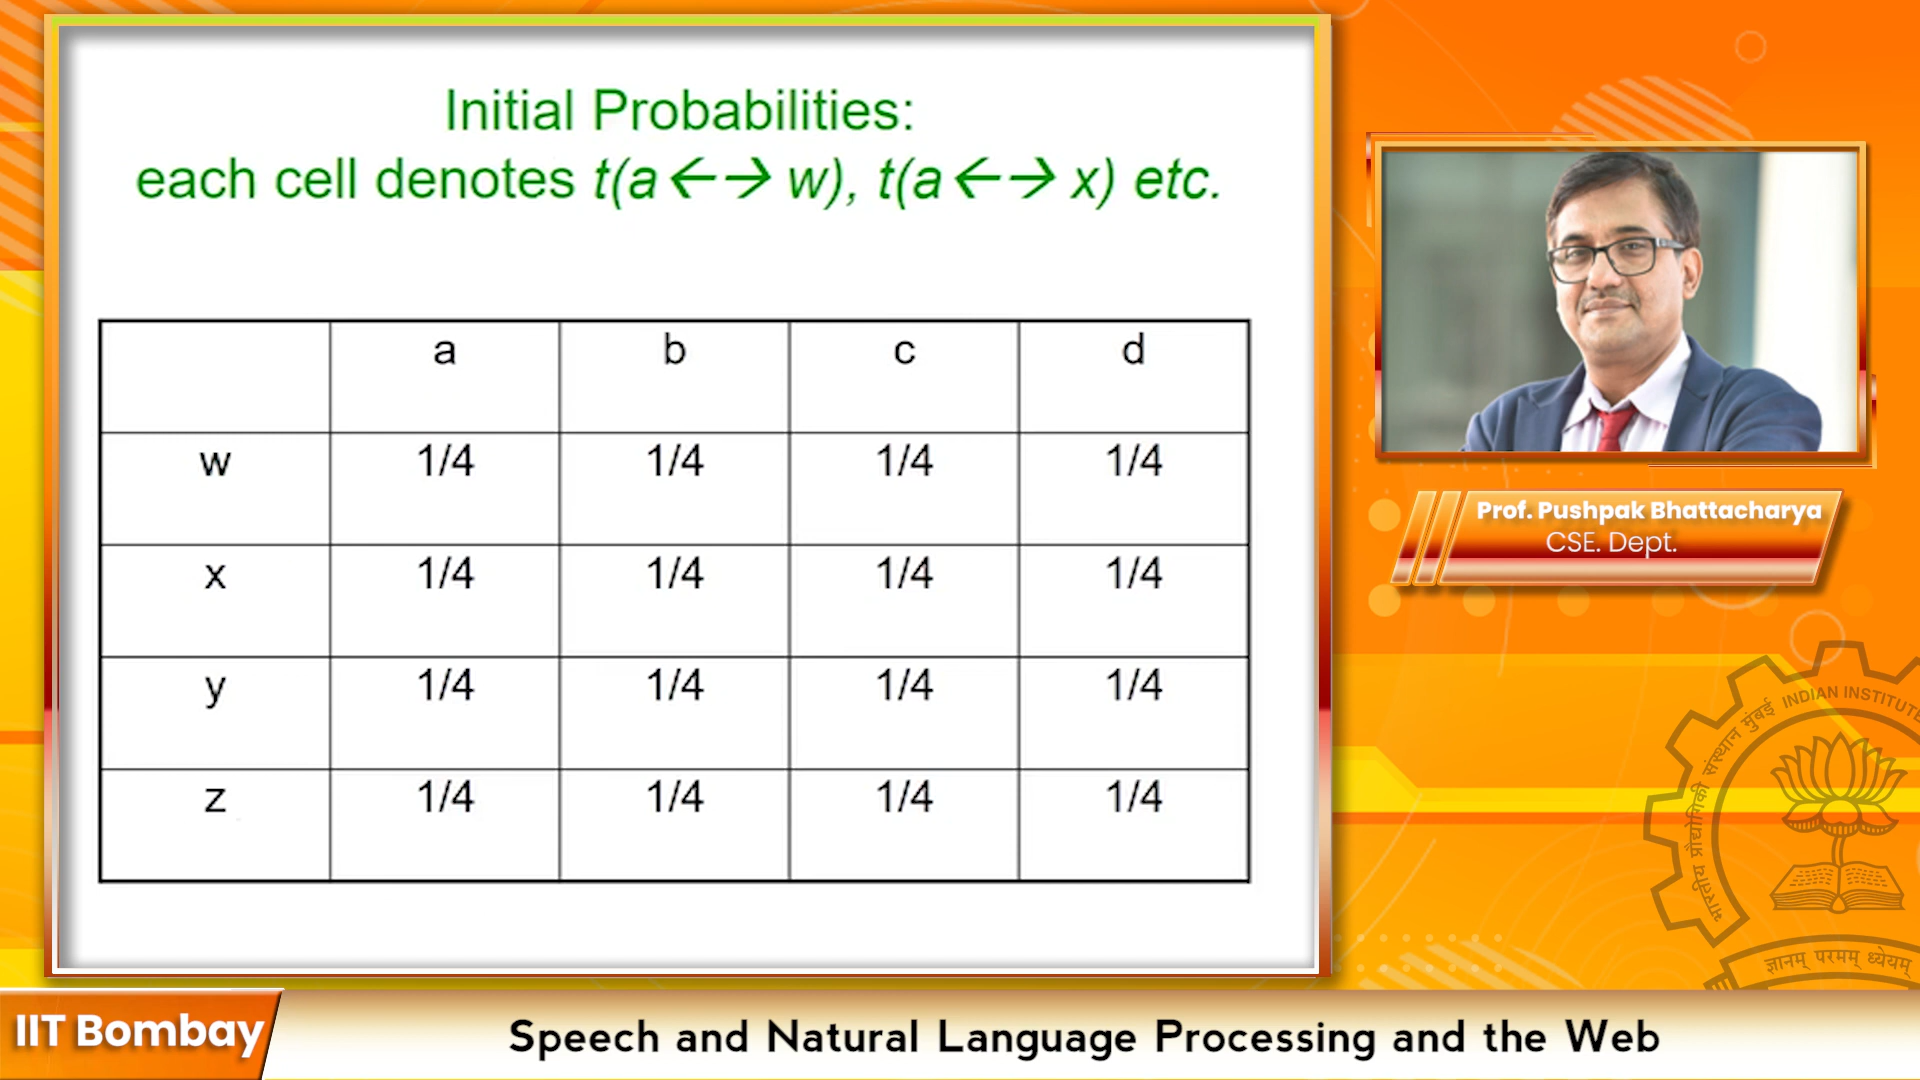 Initial Probabilities:
each cell denotes t(a ←→ w), t(a ←→ x) etc.
a b c d
w 1/4 1/4 1/4 1/4
x 1/4 1/4 1/4 1/4
y 1/4 1/4 1/4 1/4
z 1/4 1/4 1/4 1/4
Prof. Pushpak Bhattacharya
CSE. Dept.
भारतीय प्रौद्योगिकी संस्थान मुंबई INDIAN INSTITUTE
ज्ञानम् परमम् ध्येयम्
IIT Bombay
Speech and Natural Language Processing and the Web